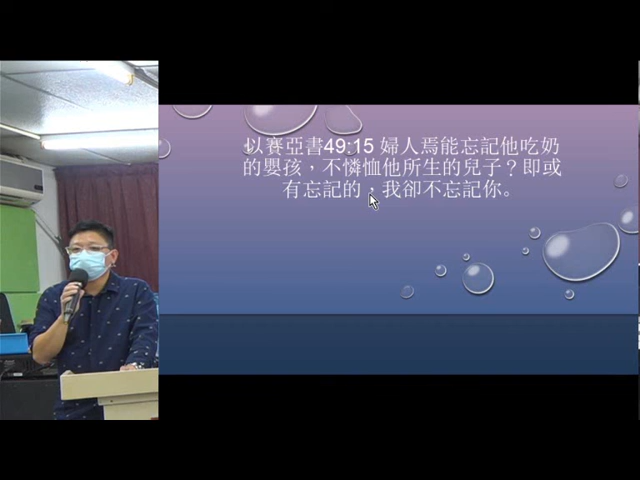 以賽亞書49:15 婦人焉能忘記他吃奶
的嬰孩，不憐恤他所生的兒子？即或
有忘記的，我卻不忘記你。